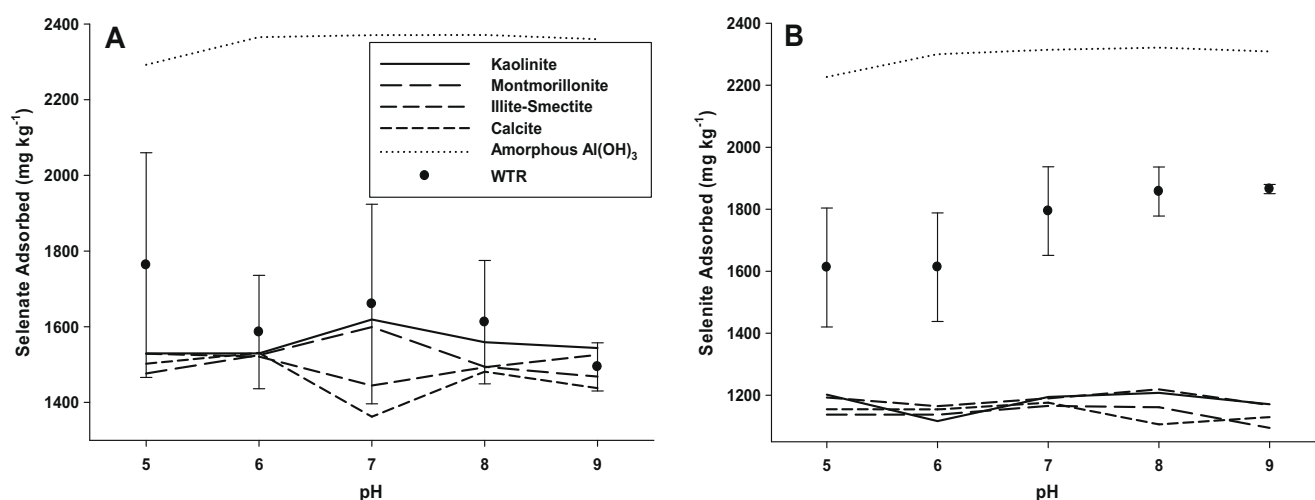 A
Selenate Adsorbed (mg kg⁻¹)
2400
2200
2000
1800
1600
1400
Kaolinite
Montmorillonite
Illite-Smectite
Calcite
Amorphous Al(OH)₃
WTR
5 6 7 8 9
pH
B
Selenite Adsorbed (mg kg⁻¹)
2400
2200
2000
1800
1600
1400
1200
5 6 7 8 9
pH